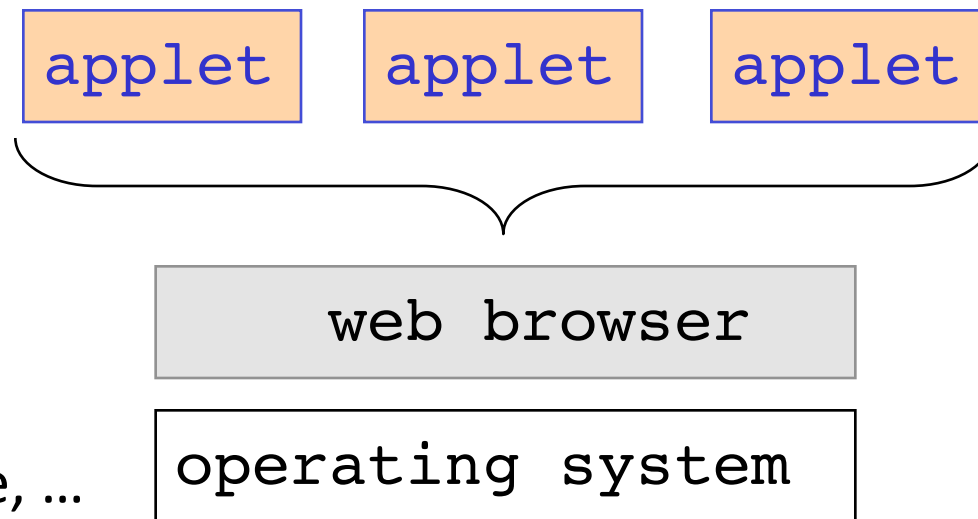 applet applet applet
web browser
operating system
, ...